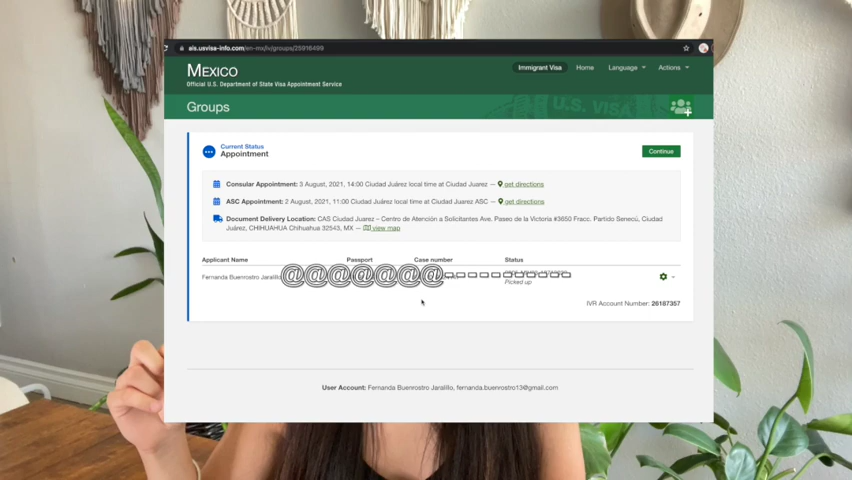 ais.usvisa-info.com/en-mx/iv/groups/25916499
MEXICO
Official U.S. Department of State Visa Appointment Service
Immigrant Visa Home Language Actions
Groups
U.S. VISA
Current Status
Appointment
Continue
Consular Appointment: 3 August, 2021, 14:00 Ciudad Juárez local time at Ciudad Juarez — get directions
ASC Appointment: 2 August, 2021, 11:00 Ciudad Juárez local time at Ciudad Juarez ASC — get directions
Document Delivery Location: CAS Ciudad Juarez – Centro de Atención a Solicitantes Ave. Paseo de la Victoria #3650 Fracc. Partido Senecú, Ciudad
Juárez, CHIHUAHUA Chihuahua 32543, MX — view map
Applicant Name Passport Case number Status
Fernanda Buenrostro Jaralillo @@@@@@@
Picked up
IVR Account Number: 26187357
User Account: Fernanda Buenrostro Jaralillo, fernanda.buenrostro13@gmail.com